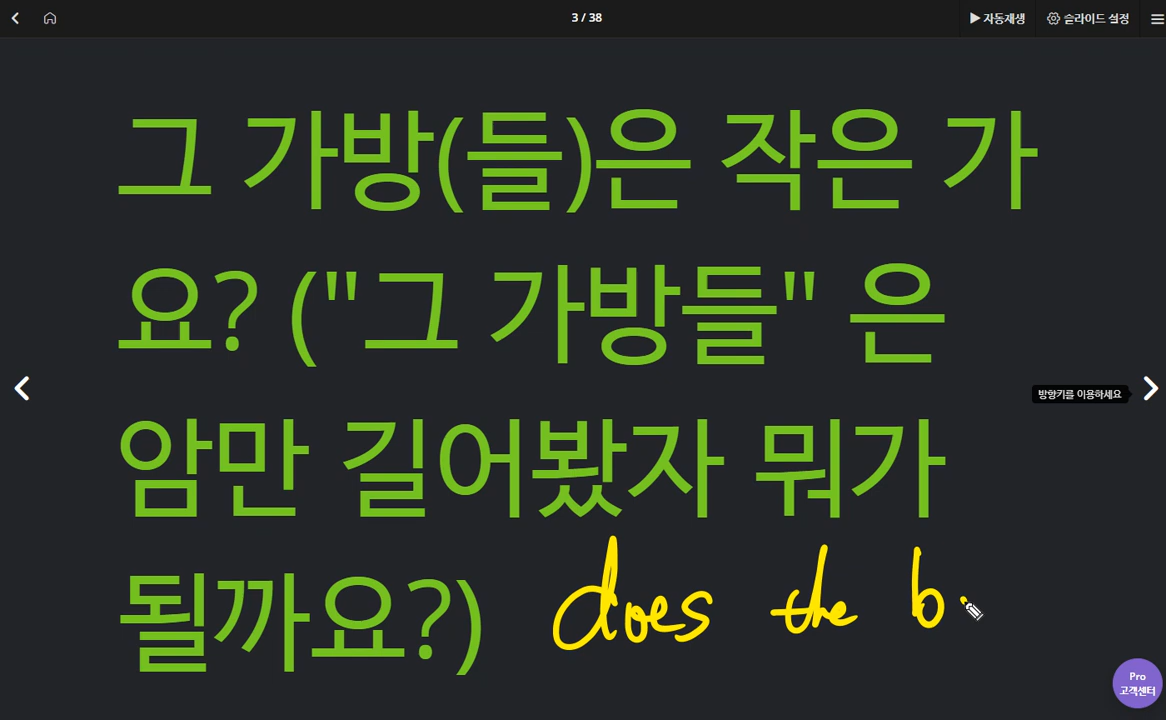 3 / 38
▶ 자동재생
슬라이드 설정
그 가방(들)은 작은 가
요? ("그 가방들" 은
방향키를 이용하세요
암만 길어봤자 뭐가
될까요?)
does the b
Pro
고객센터